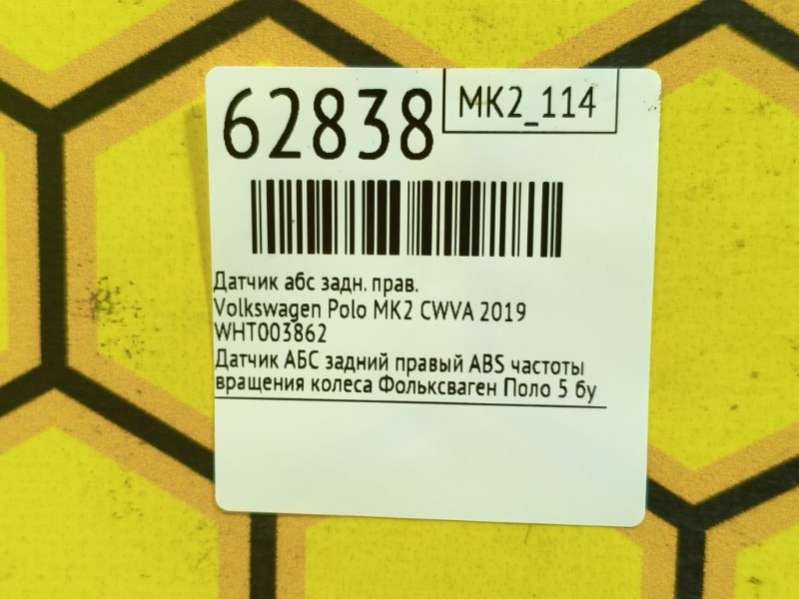 62838
MK2_114
Датчик абс задн. прав.
Volkswagen Polo MK2 CWVA 2019
WHT003862
Датчик АБС задний правый ABS частоты
вращения колеса Фольксваген Поло 5 бу